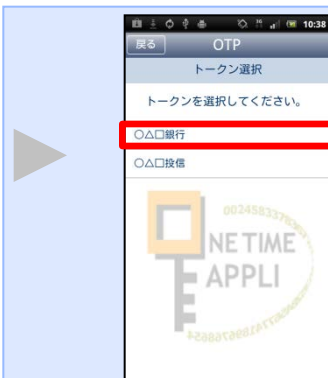 10:38
戻る OTP
トークン選択
トークンを選択してください。
○△□銀行
○△□投信
NE TIME
APPLI